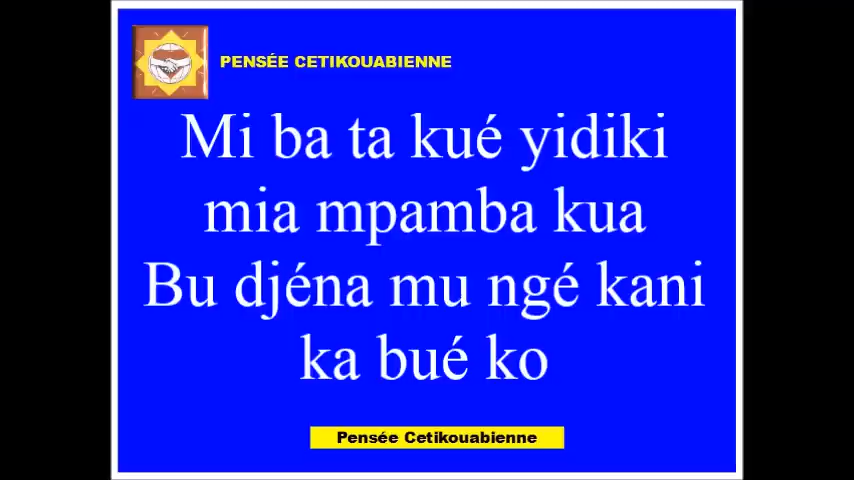 PENSÉE CETIKOUABIENNE
Mi ba ta kué yidiki
mia mpamba kua
Bu djéna mu ngé kani
ka bué ko
Pensée Cetikouabienne